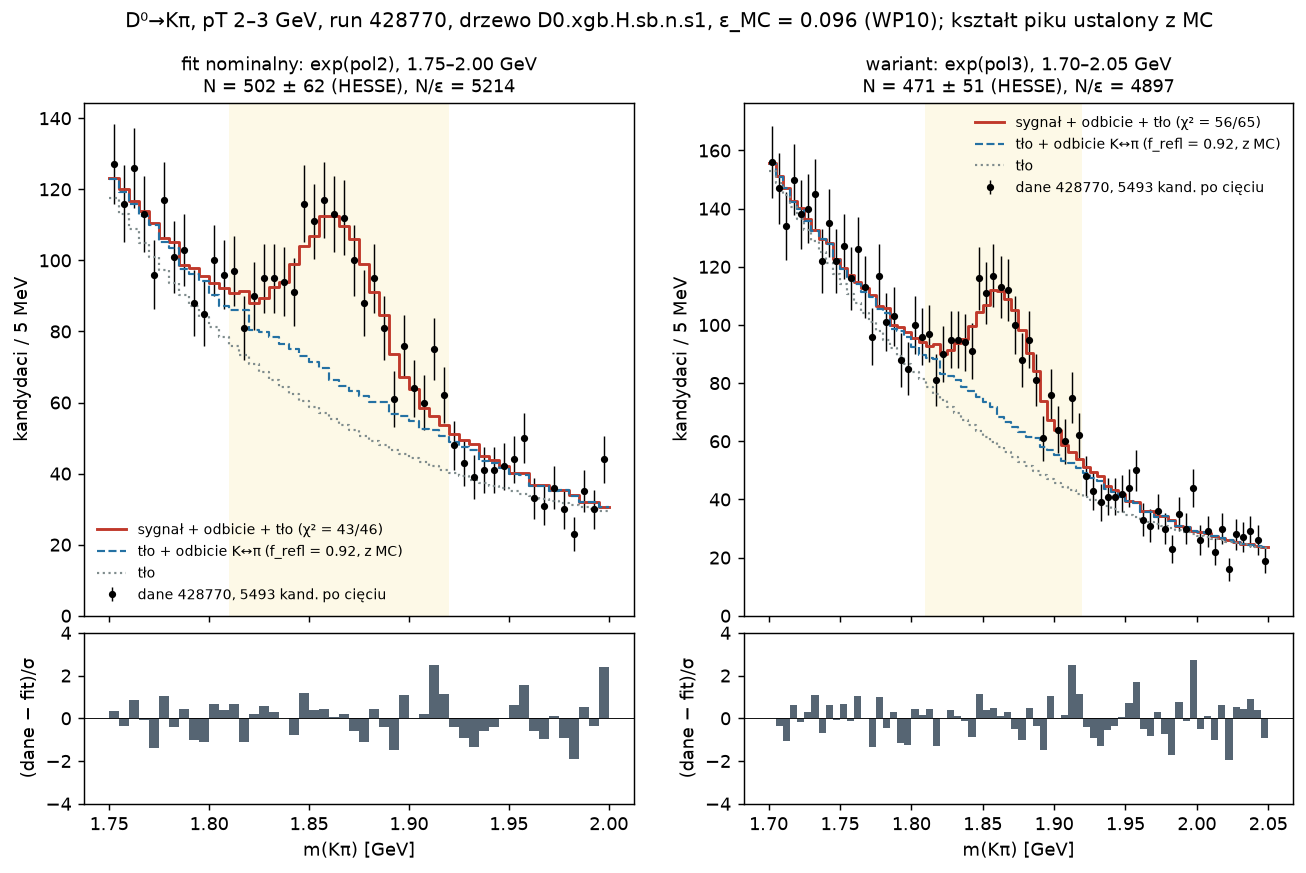 D⁰→Kπ, pT 2–3 GeV, run 428770, drzewo D0.xgb.H.sb.n.s1, ε_MC = 0.096 (WP10); kształt piku ustalony z MC
fit nominalny: exp(pol2), 1.75–2.00 GeV
N = 502 ± 62 (HESSE), N/ε = 5214
kandydaci / 5 MeV
140
120
100
80
60
40
20
0
sygnał + odbicie + tło (χ² = 43/46)
tło + odbicie K↔π (f_refl = 0.92, z MC)
tło
dane 428770, 5493 kand. po cięciu
(dane − fit)/σ
4
2
0
−2
−4
1.75
1.80
1.85
1.90
1.95
2.00
m(Kπ) [GeV]
wariant: exp(pol3), 1.70–2.05 GeV
N = 471 ± 51 (HESSE), N/ε = 4897
kandydaci / 5 MeV
160
140
120
100
80
60
40
20
0
sygnał + odbicie + tło (χ² = 56/65)
tło + odbicie K↔π (f_refl = 0.92, z MC)
tło
dane 428770, 5493 kand. po cięciu
(dane − fit)/σ
4
2
0
−2
−4
1.70
1.75
1.80
1.85
1.90
1.95
2.00
2.05
m(Kπ) [GeV]